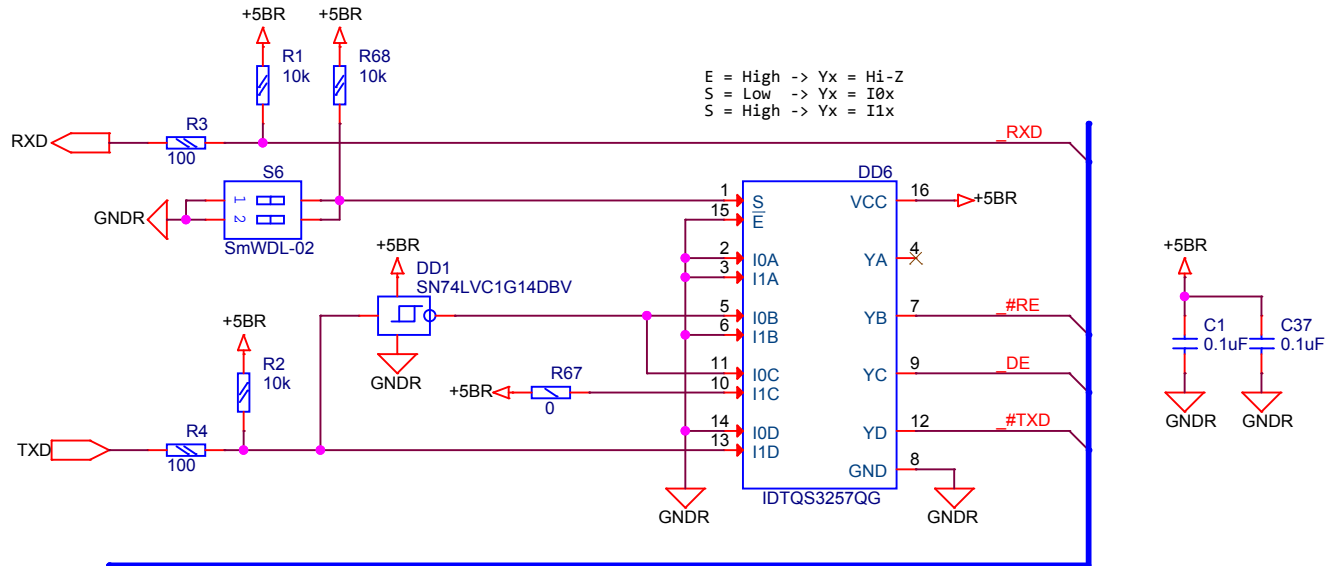 +5BR
+5BR
R1
10k
R68
10k
E = High -> Yx = Hi-Z
S = Low -> Yx = I0x
S = High -> Yx = I1x
RXD
R3
100
_RXD
S6
1
2
GNDR
SmWDL-02
DD6
1
S
15
E
2
I0A
3
I1A
5
I0B
6
I1B
11
I0C
10
I1C
14
I0D
13
I1D
VCC
16
+5BR
YA
4
YB
7
_#RE
YC
9
_DE
YD
12
_#TXD
GND
8
IDTQS3257QG
GNDR
GNDR
+5BR
DD1
SN74LVC1G14DBV
GNDR
+5BR
R2
10k
+5BR
R67
0
TXD
R4
100
+5BR
C1
0.1uF
C37
0.1uF
GNDR
GNDR